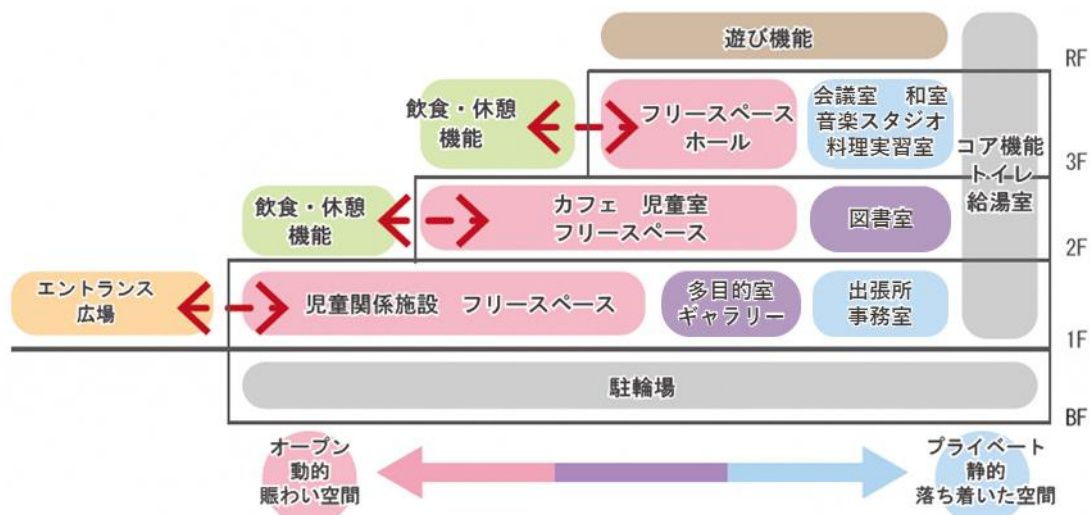 遊び機能
RF
飲食・休憩
機能
フリースペース
ホール
会議室　和室
音楽スタジオ
料理実習室
コア機能
トイレ
給湯室
3F
飲食・休憩
機能
カフェ　児童室
フリースペース
図書室
2F
エントランス
広場
児童関係施設　フリースペース
多目的室
ギャラリー
出張所
事務室
1F
駐輪場
BF
オープン
動的
賑わい空間
プライベート
静的
落ち着いた空間